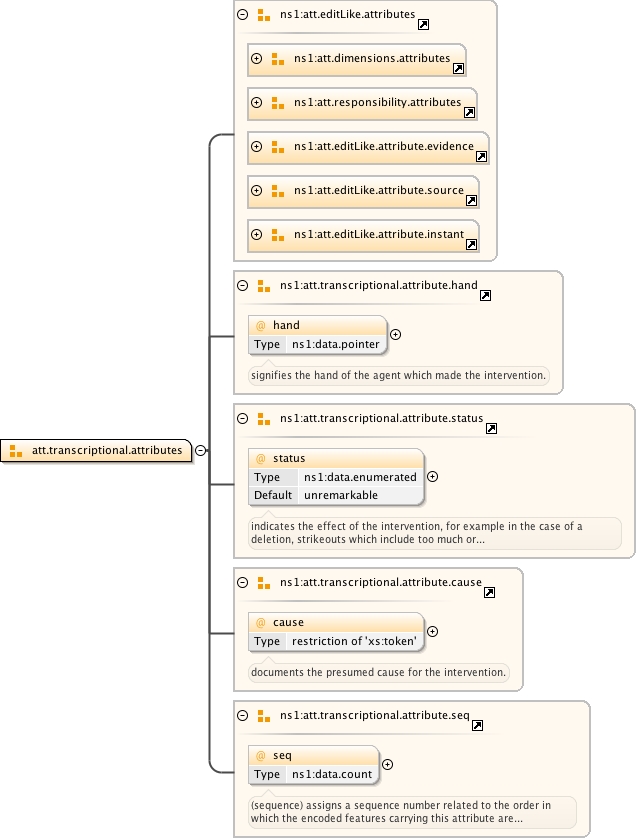 ns1:att.editLike.attributes
ns1:att.dimensions.attributes
ns1:att.responsibility.attributes
ns1:att.editLike.attribute.evidence
ns1:att.editLike.attribute.source
ns1:att.editLike.attribute.instant
ns1:att.transcriptional.attribute.hand
@ hand
Type ns1:data.pointer
signifies the hand of the agent which made the intervention.
ns1:att.transcriptional.attribute.status
att.transcriptional.attributes
@ status
Type ns1:data.enumerated
Default unremarkable
indicates the effect of the intervention, for example in the case of a
deletion, strikeouts which include too much or...
ns1:att.transcriptional.attribute.cause
@ cause
Type restriction of 'xs:token'
documents the presumed cause for the intervention.
ns1:att.transcriptional.attribute.seq
@ seq
Type ns1:data.count
(sequence) assigns a sequence number related to the order in
which the encoded features carrying this attribute are...